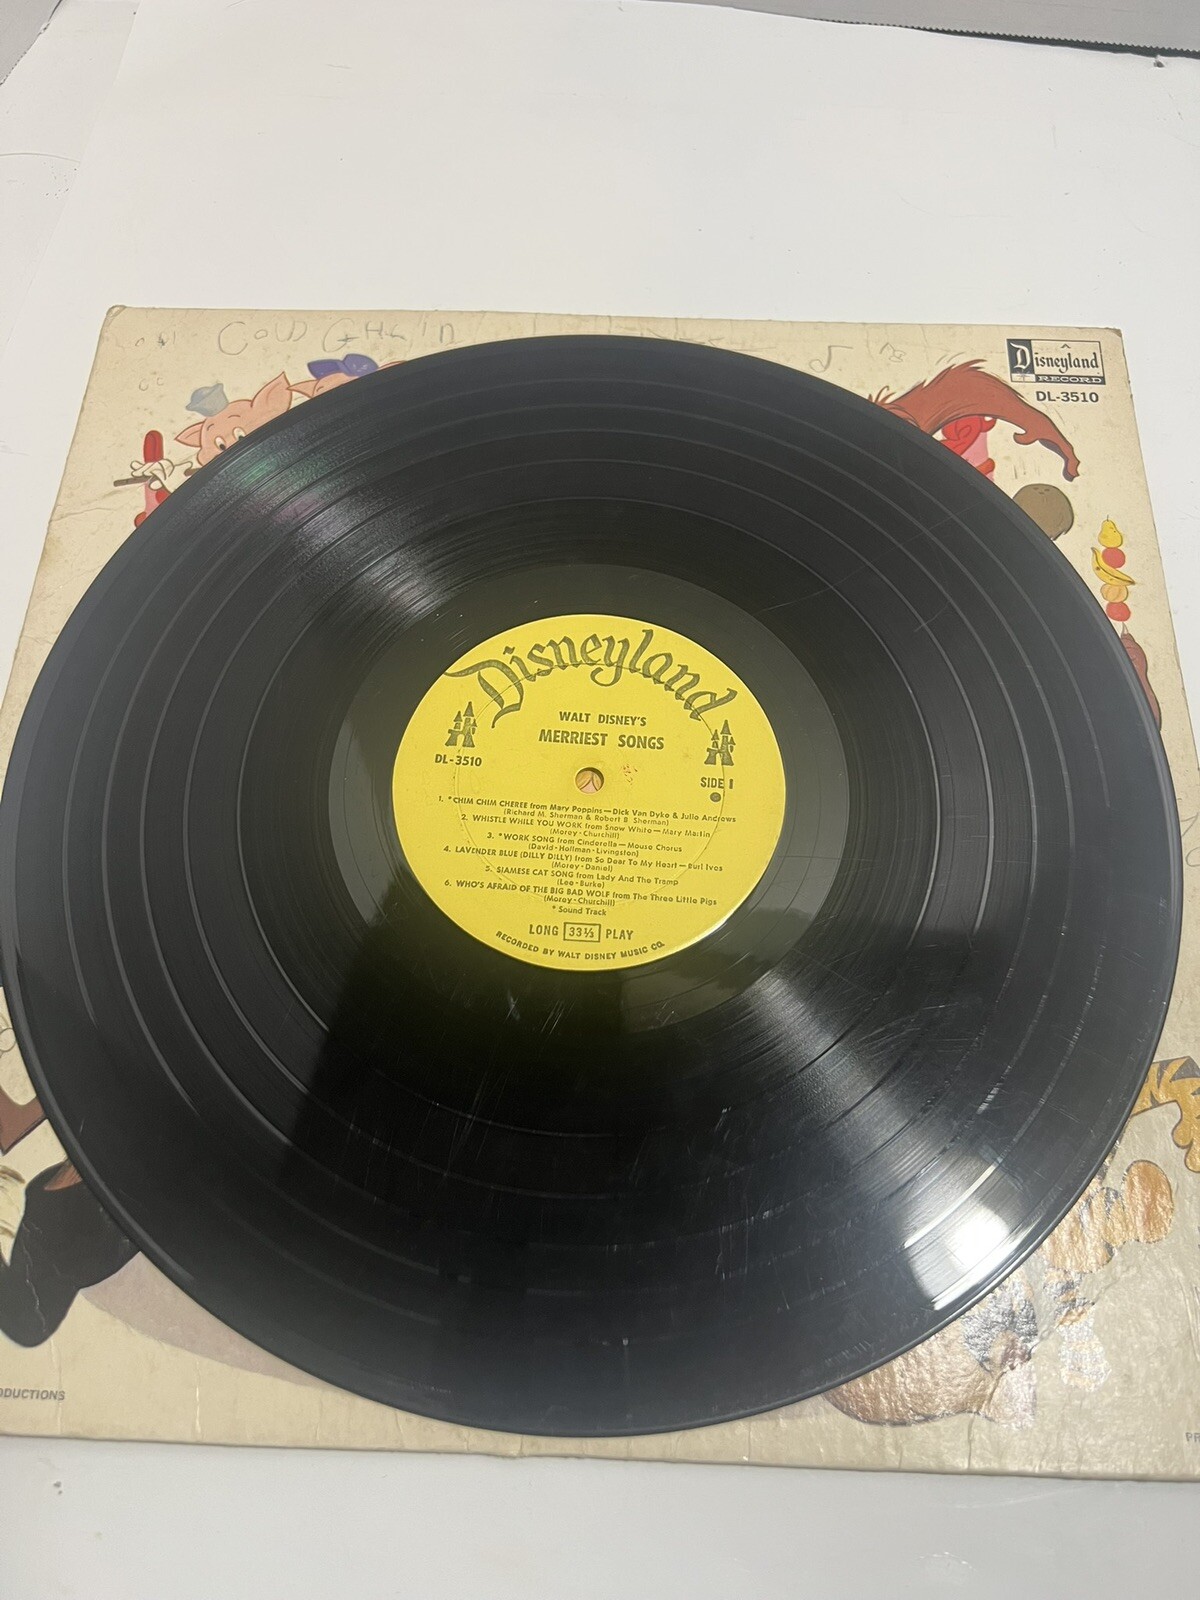 COUD
Disneyland
RECORD
DL-3510
Disneyland
WALT DISNEY'S
MERRIEST SONGS
DL-3510
SIDE 1
1. *CHIM CHIM CHEREE from Mary Poppins—Dick Van Dyke & Julie Andrews
(Richard M. Sherman & Robert B. Sherman)
2. WHISTLE WHILE YOU WORK from Snow White—Mary Martin
(Morey-Churchill)
3. *WORK SONG from Cinderella—Mouse Chorus
(David-Hoffman-Livingston)
4. LAVENDER BLUE (DILLY DILLY) from So Dear To My Heart—Burl Ives
(Morey-Daniel)
5. SIAMESE CAT SONG from Lady And The Tramp
(Lee-Burke)
6. WHO'S AFRAID OF THE BIG BAD WOLF from The Three Little Pigs
(Morey-Churchill)
* Sound Track
LONG 33⅓ PLAY
RECORDED BY WALT DISNEY MUSIC CO.
ODUCTIONS
PR